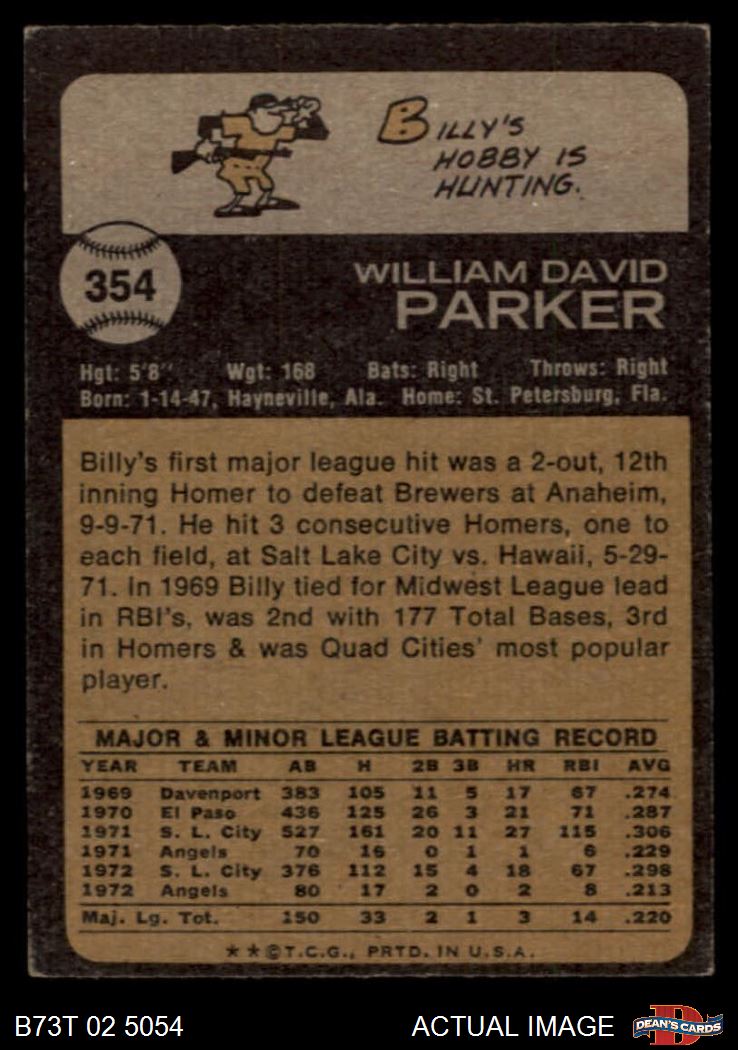 BILLY'S
HOBBY IS
HUNTING.
354
WILLIAM DAVID
PARKER
Hgt: 5'8" Wgt: 168 Bats: Right Throws: Right
Born: 1-14-47, Hayneville, Ala. Home: St. Petersburg, Fla.
Billy's first major league hit was a 2-out, 12th
inning Homer to defeat Brewers at Anaheim,
9-9-71. He hit 3 consecutive Homers, one to
each field, at Salt Lake City vs. Hawaii, 5-29-
71. In 1969 Billy tied for Midwest League lead
in RBI's, was 2nd with 177 Total Bases, 3rd
in Homers & was Quad Cities' most popular
player.
MAJOR & MINOR LEAGUE BATTING RECORD
YEAR TEAM AB H 2B 3B HR RBI AVG
1969 Davenport 383 105 11 5 17 67 .274
1970 El Paso 436 125 26 3 21 71 .287
1971 S. L. City 527 161 20 11 27 115 .306
1971 Angels 70 16 0 1 1 6 .229
1972 S. L. City 376 112 15 4 18 67 .298
1972 Angels 80 17 2 0 2 8 .213
Maj. Lg. Tot. 150 33 2 1 3 14 .220
★ ★ © T.C.G., PRTD. IN U.S.A.
B73T 02 5054 ACTUAL IMAGE D DEAN'S CARDS